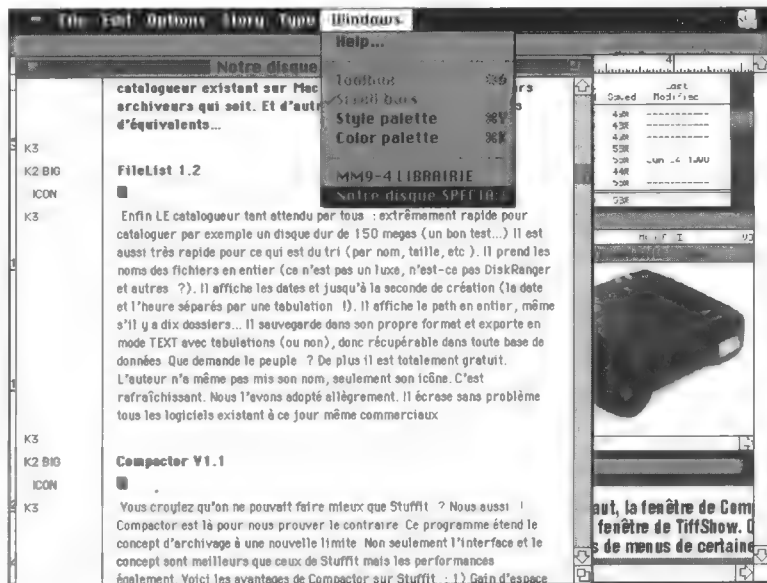 File Edit Options Story Type Windows
Help...
Toolbox ⌘6
✓Scroll bars
Style palette ⌘Y
Color palette ⌘K
MM9-4 LIBRAIRIE
Notre disque SPECIA
Notre disque
catalogueur existant sur Mac
archiveurs qui soit. Et d'autr
d'équivalents...
K3
K2 BIG FileList 1.2
ICON
K3 Enfin LE catalogueur tant attendu par tous : extrêmement rapide pour
cataloguer par exemple un disque dur de 150 megas (un bon test...) Il est
aussi très rapide pour ce qui est du tri (par nom, taille, etc ). Il prend les
noms des fichiers en entier (ce n'est pas un luxe, n'est-ce pas DiskRanger
et autres ?). Il affiche les dates et jusqu'à la seconde de création (la date
et l'heure séparés par une tabulation !). Il affiche le path en entier, même
s'il y a dix dossiers... Il sauvegarde dans son propre format et exporte en
mode TEXT avec tabulations (ou non), donc récupérable dans toute base de
données Que demande le peuple ? De plus il est totalement gratuit.
L'auteur n'a même pas mis son nom, seulement son icône. C'est
rafraîchissant. Nous l'avons adopté allègrement. Il écrase sans problème
tous les logiciels existant à ce jour même commerciaux
K3
K2 BIG Compactor V1.1
ICON
K3 Vous croyiez qu'on ne pouvait faire mieux que Stuffit ? Nous aussi !
Compactor est là pour nous prouver le contraire Ce programme étend le
concept d'archivage à une nouvelle limite Non seulement l'interface et le
concept sont meilleurs que ceux de Stuffit mais les performances
également Voici les avantages de Compactor sur Stuffit : 1) Gain d'espace
4
Saved Last Modified
44%
aut, la fenêtre de Com
fenêtre de TiffShow.
s de menus de certaine